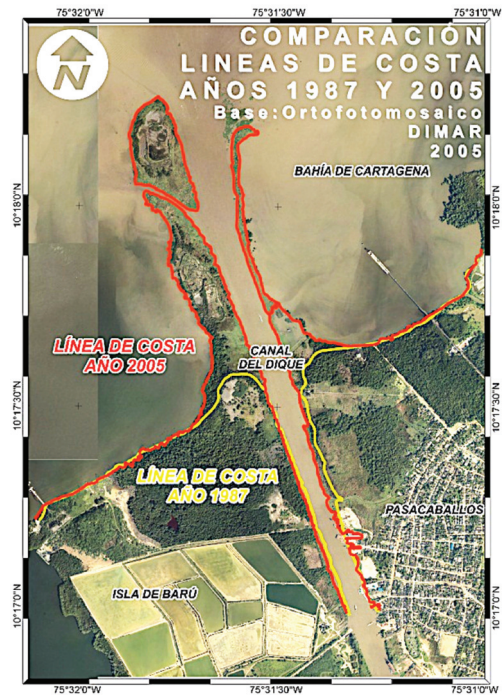 75°32'0"W
75°31'30"W
75°31'0"W
N
COMPARACIÓN
LINEAS DE COSTA
AÑOS 1987 Y 2005
Base:Ortofotomosaico
DIMAR
2005
BAHÍA DE CARTAGENA
10°18'0"N
10°18'0"N
LÍNEA DE COSTA
AÑO 2005
CANAL
DEL DIQUE
10°17'30"N
10°17'30"N
LÍNEA DE COSTA
AÑO 1987
PASACABALLOS
ISLA DE BARÚ
10°17'0"N
10°17'0"N
75°32'0"W
75°31'30"W
75°31'0"W